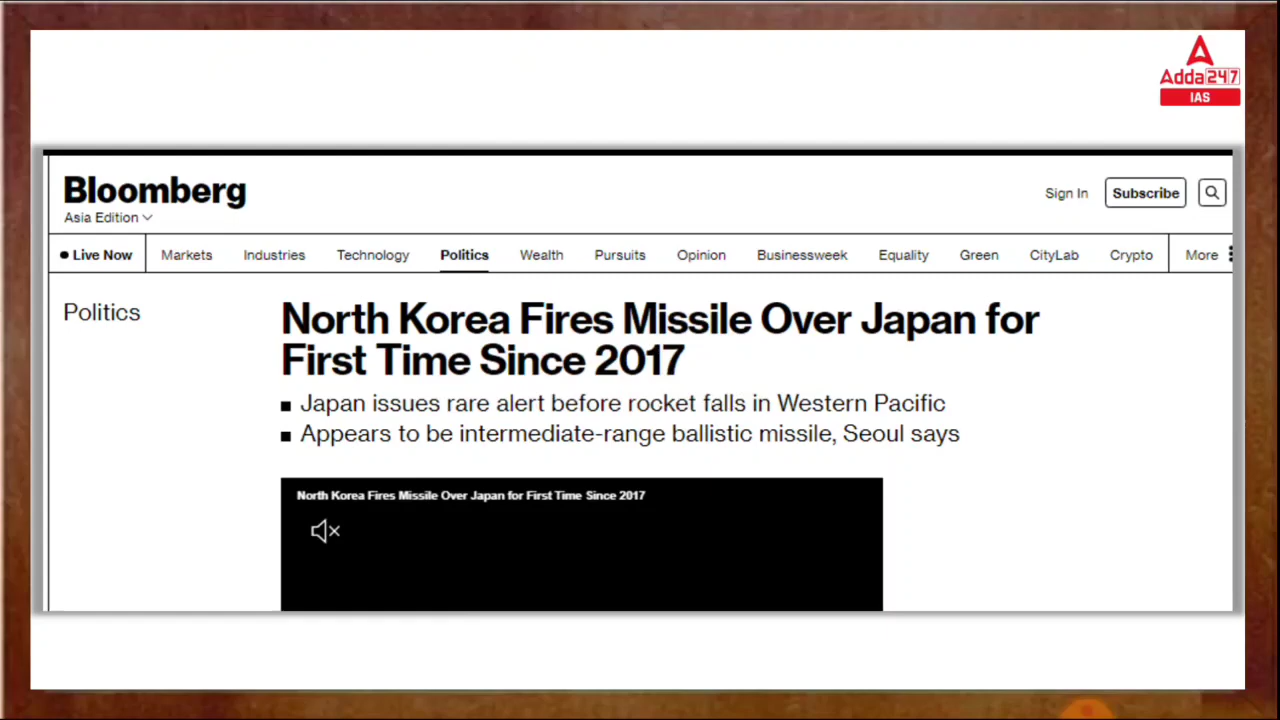 Adda247
IAS
Bloomberg
Sign In Subscribe
Asia Edition
Live Now Markets Industries Technology Politics Wealth Pursuits Opinion Businessweek Equality Green CityLab Crypto More
Politics
North Korea Fires Missile Over Japan for
First Time Since 2017
■ Japan issues rare alert before rocket falls in Western Pacific
■ Appears to be intermediate-range ballistic missile, Seoul says
North Korea Fires Missile Over Japan for First Time Since 2017